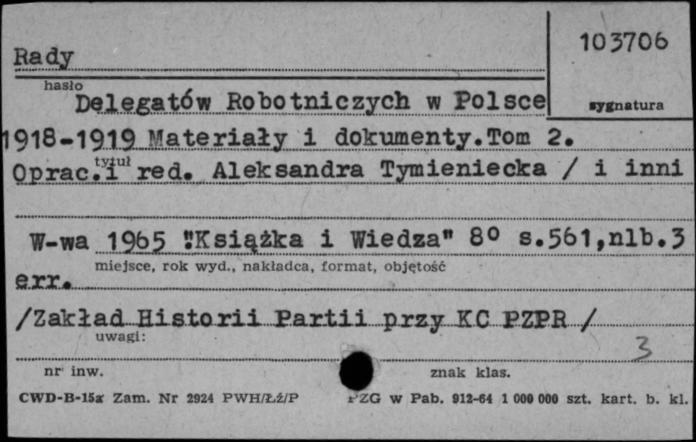 103706
Rady
hasło
sygnatura
Delegatów Robotniczych w Polsce
1918-1919 Materiały i dokumenty.Tom 2.
tytuł
Oprac.i red. Aleksandra Tymieniecka / i inni
W-wa 1965 "Książka i Wiedza" 8° s.561,nlb.3
miejsce, rok wyd., nakładca, format, objętość
err.
/Zakład Historii Partii przy KC PZPR /
uwagi:
3
nr inw.
znak klas.
CWD-B-15a Zam. Nr 2924 PWH/Łż/P PZG w Pab. 912-64 1 000 000 szt. kart. b. kl.